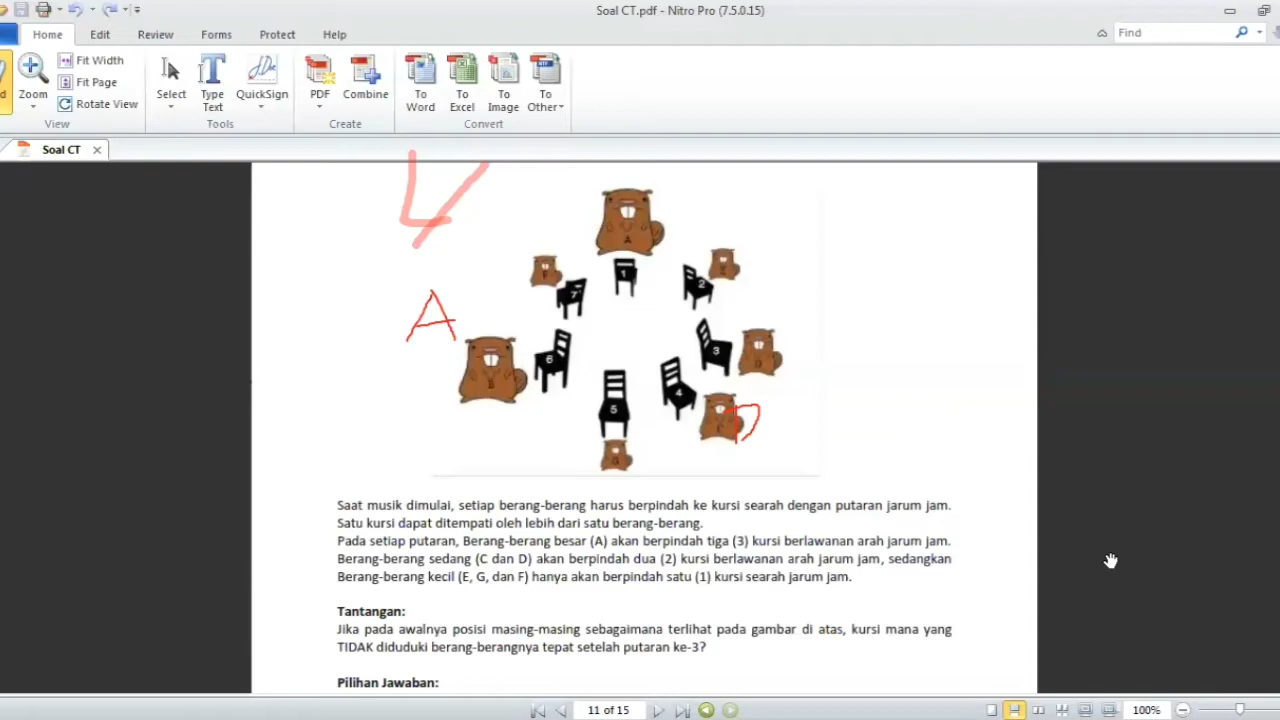 Soal CT.pdf - Nitro Pro (7.5.0.15)
Home Edit Review Forms Protect Help
Find
Zoom
Fit Width
Fit Page
Rotate View
Select
Type Text
QuickSign
PDF
Combine
To Word
To Excel
To Image
To Other
View Tools Create Convert
Soal CT
A
1
E
2
F
7
A
D
3
B
6
4
D
5
G
Saat musik dimulai, setiap berang-berang harus berpindah ke kursi searah dengan putaran jarum jam.
Satu kursi dapat ditempati oleh lebih dari satu berang-berang.
Pada setiap putaran, Berang-berang besar (A) akan berpindah tiga (3) kursi berlawanan arah jarum jam.
Berang-berang sedang (C dan D) akan berpindah dua (2) kursi berlawanan arah jarum jam, sedangkan
Berang-berang kecil (E, G, dan F) hanya akan berpindah satu (1) kursi searah jarum jam.
Tantangan:
Jika pada awalnya posisi masing-masing sebagaimana terlihat pada gambar di atas, kursi mana yang
TIDAK diduduki berang-berangnya tepat setelah putaran ke-3?
Pilihan Jawaban:
11 of 15
100%